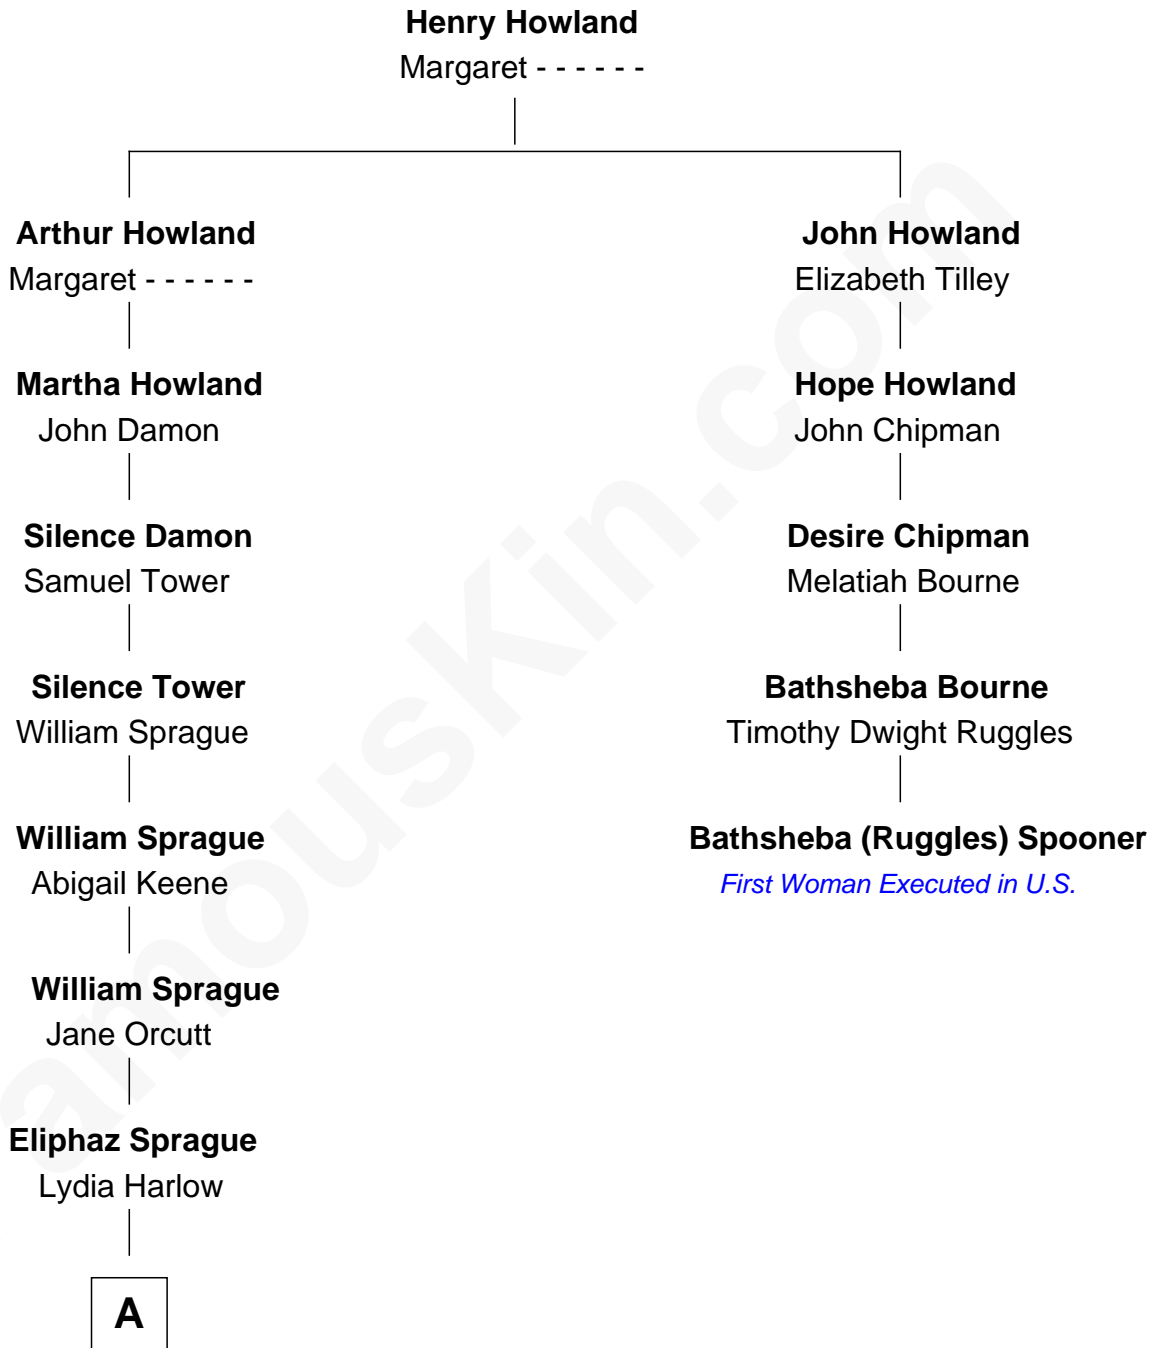 Henry Howland
Margaret - - - - - -
Arthur Howland
Margaret - - - - - -
John Howland
Elizabeth Tilley
Martha Howland
John Damon
Hope Howland
John Chipman
Silence Damon
Samuel Tower
Desire Chipman
Melatiah Bourne
Silence Tower
William Sprague
Bathsheba Bourne
Timothy Dwight Ruggles
William Sprague
Abigail Keene
Bathsheba (Ruggles) Spooner
First Woman Executed in U.S.
William Sprague
Jane Orcutt
Eliphaz Sprague
Lydia Harlow
A
amousKin.com